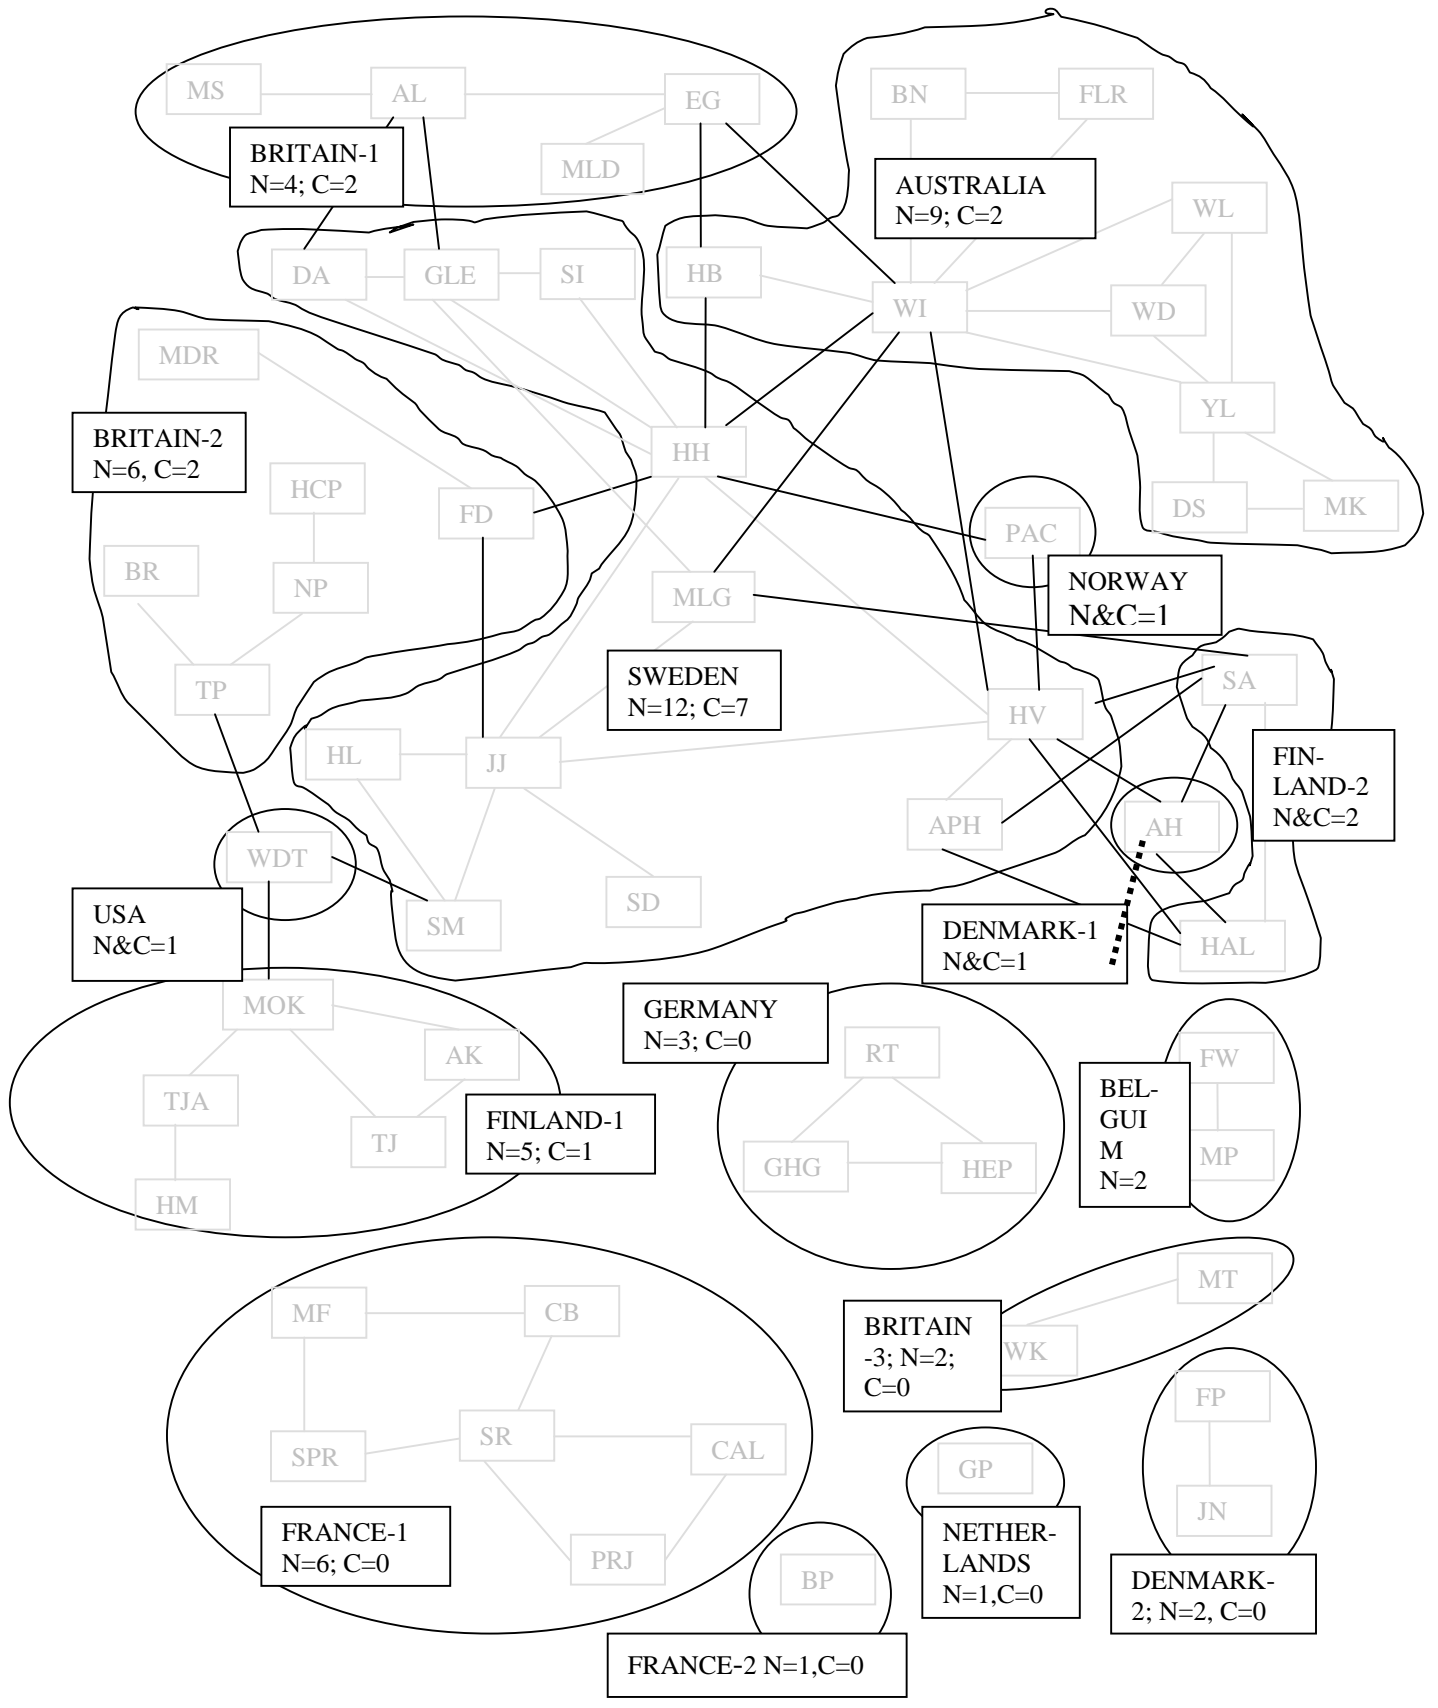 MS
AL
EG
BN
FLR
BRITAIN-1
N=4; C=2
MLD
AUSTRALIA
N=9; C=2
WL
DA
GLE
SI
HB
WI
WD
MDR
YL
BRITAIN-2
N=6, C=2
HH
HCP
FD
DS
MK
PAC
BR
NP
MLG
NORWAY
N&C=1
TP
SWEDEN
N=12; C=7
SA
HV
HL
JJ
FIN-
LAND-2
N&C=2
APH
AH
WDT
SD
SM
USA
N&C=1
DENMARK-1
N&C=1
HAL
MOK
GERMANY
N=3; C=0
AK
RT
FW
TJA
FINLAND-1
N=5; C=1
TJ
BEL-
GUI
M
N=2
GHG
HEP
MP
HM
MF
CB
MT
BRITAIN
-3; N=2;
C=0
WK
FP
SPR
SR
CAL
GP
JN
FRANCE-1
N=6; C=0
PRJ
NETHER-
LANDS
N=1,C=0
BP
DENMARK-
2; N=2, C=0
FRANCE-2 N=1,C=0